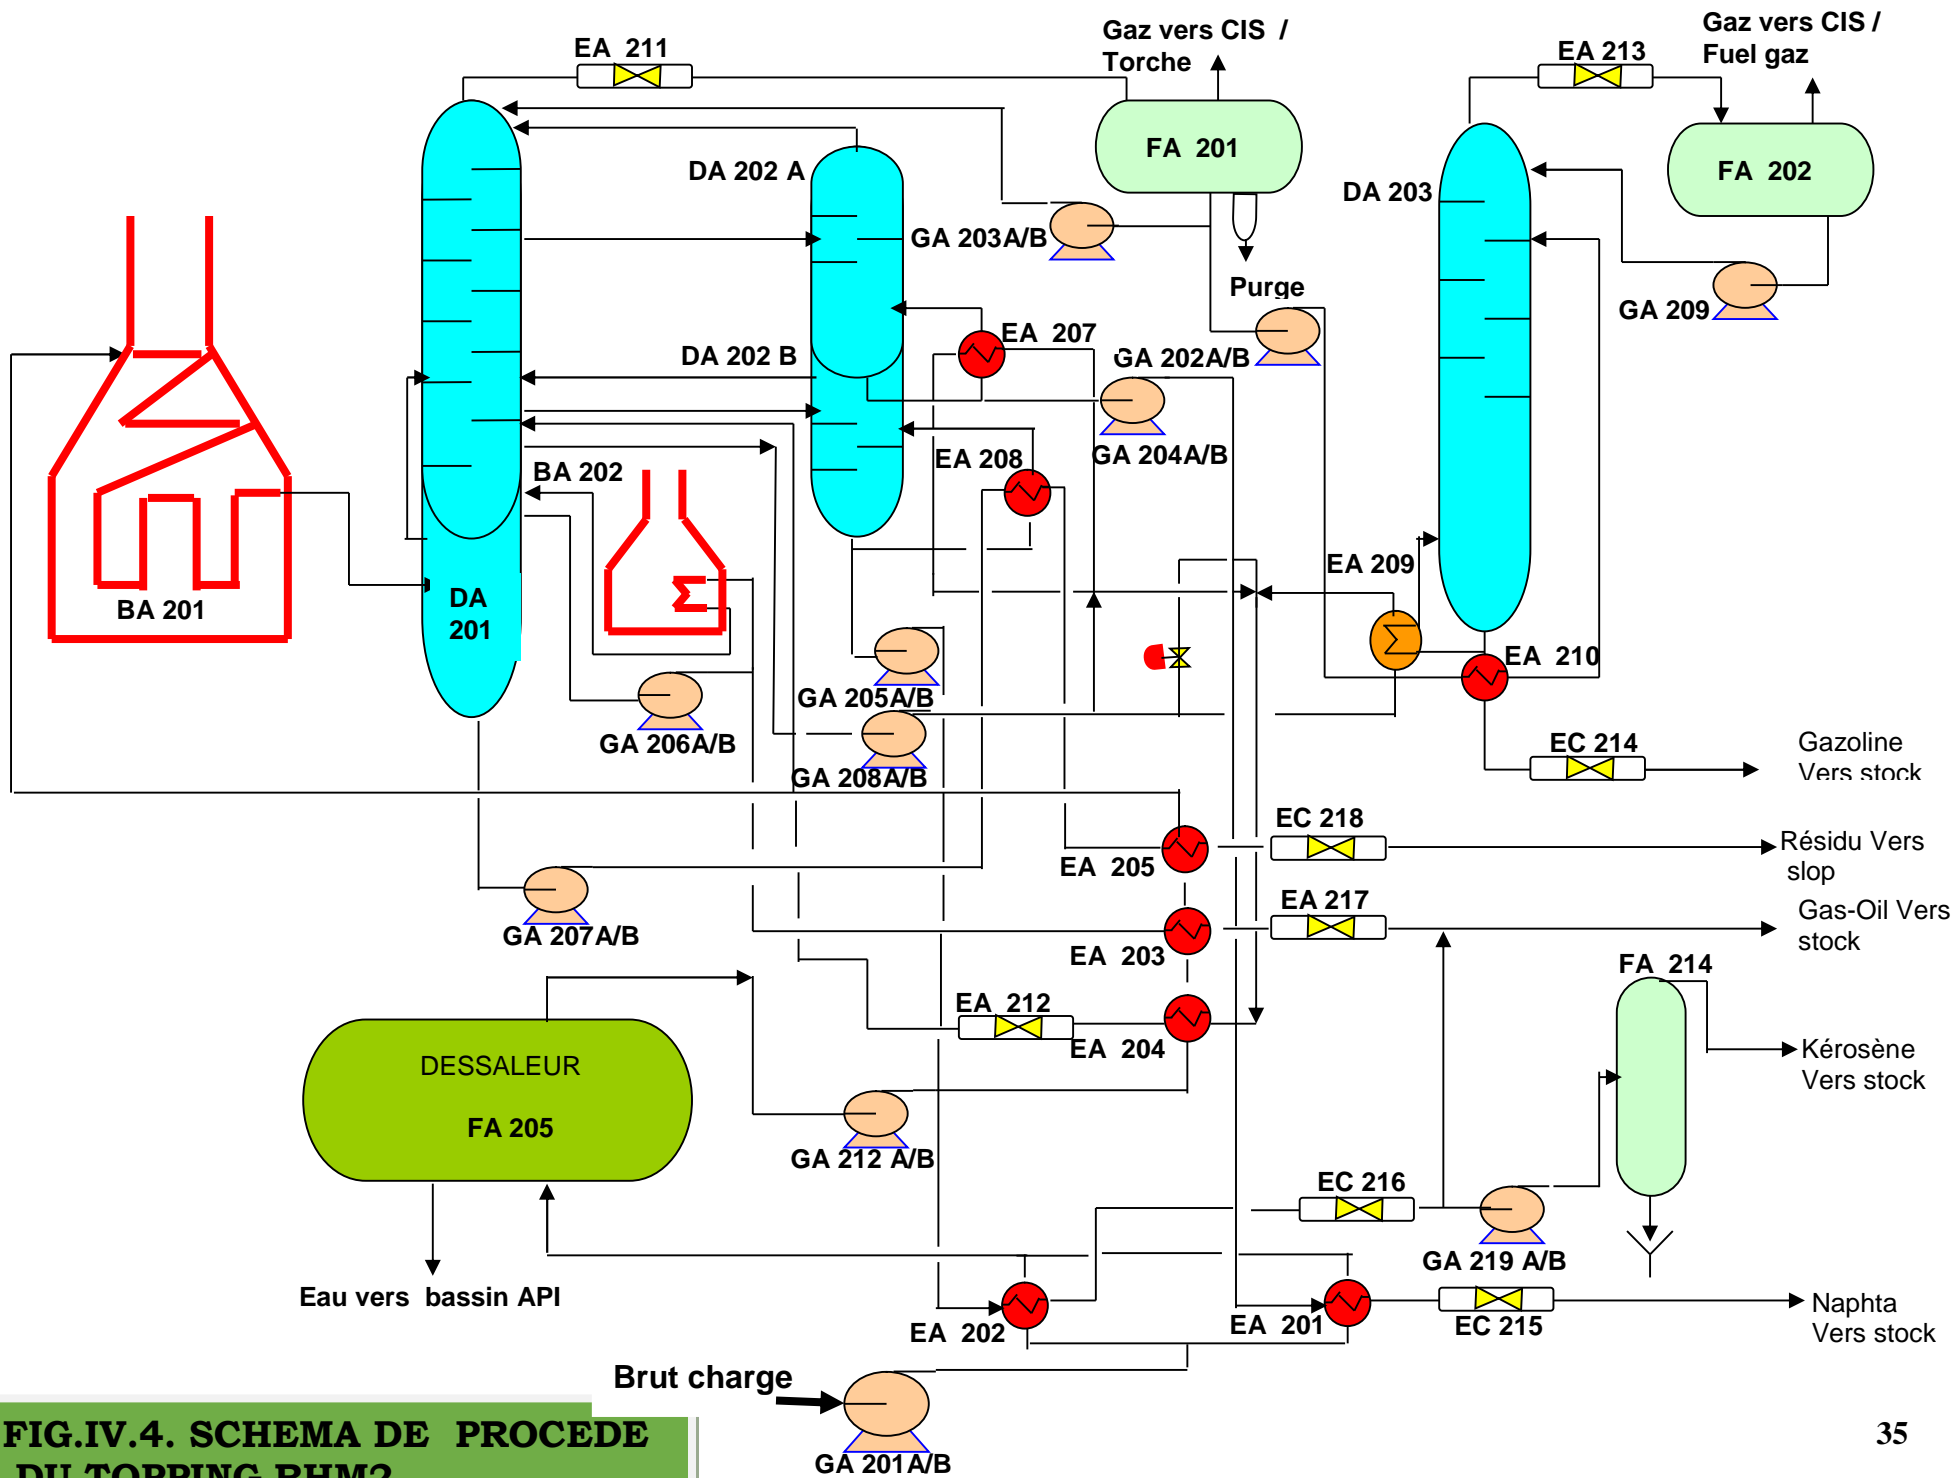 Gaz vers CIS /
Torche
Gaz vers CIS /
Fuel gaz
EA 211
EA 213
FA 201
FA 202
DA 202 A
DA 203
GA 203A/B
Purge
GA 209
EA 207
DA 202 B
GA 202A/B
EA 208
GA 204A/B
BA 202
EA 209
BA 201
DA
201
EA 210
GA 205A/B
GA 206A/B
GA 208A/B
EC 214
Gazoline
Vers stock
EC 218
Résidu Vers
slop
EA 205
EA 217
Gas-Oil Vers
stock
GA 207A/B
EA 203
FA 214
EA 212
EA 204
Kérosène
Vers stock
DESSALEUR
FA 205
GA 212 A/B
EC 216
GA 219 A/B
Eau vers bassin API
EA 202
EA 201
EC 215
Naphta
Vers stock
Brut charge
GA 201A/B
FIG.IV.4. SCHEMA DE PROCEDE
DU TOPPING RHM2
35